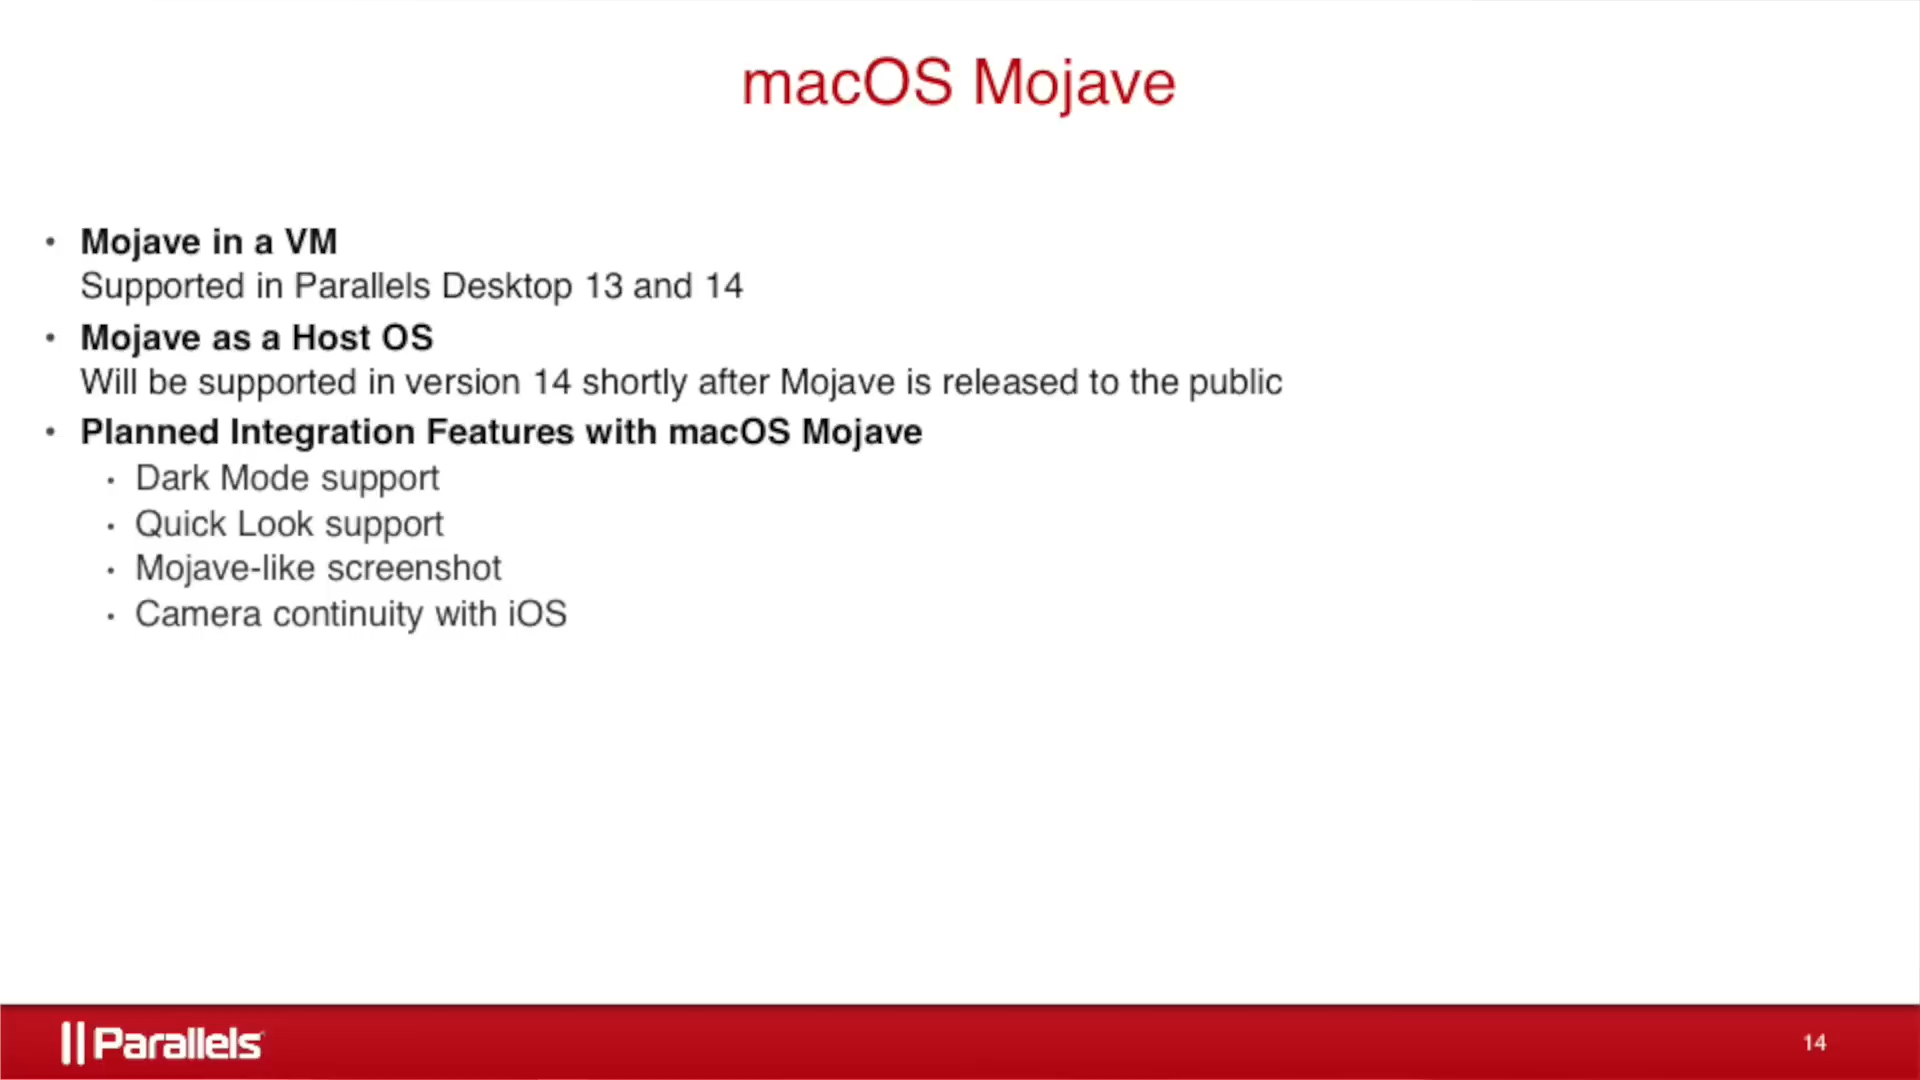 macOS Mojave
• Mojave in a VM
Supported in Parallels Desktop 13 and 14
• Mojave as a Host OS
Will be supported in version 14 shortly after Mojave is released to the public
• Planned Integration Features with macOS Mojave
• Dark Mode support
• Quick Look support
• Mojave-like screenshot
• Camera continuity with iOS
Parallels
14